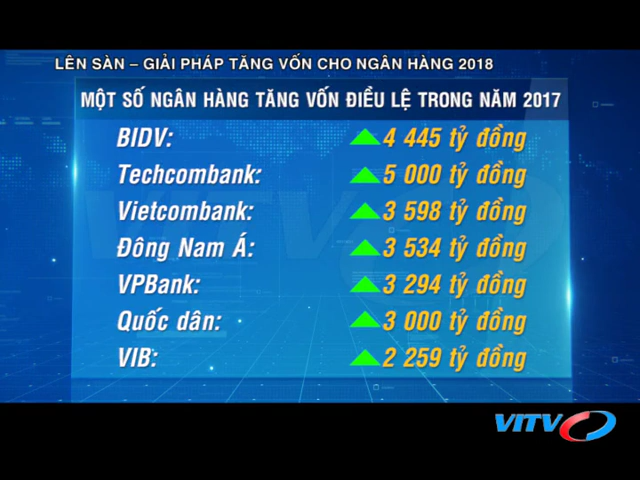 LÊN SÀN – GIẢI PHÁP TĂNG VỐN CHO NGÂN HÀNG 2018
MỘT SỐ NGÂN HÀNG TĂNG VỐN ĐIỀU LỆ TRONG NĂM 2017
BIDV: 4 445 tỷ đồng
Techcombank: 5 000 tỷ đồng
Vietcombank: 3 598 tỷ đồng
Đông Nam Á: 3 534 tỷ đồng
VPBank: 3 294 tỷ đồng
Quốc dân: 3 000 tỷ đồng
VIB: 2 259 tỷ đồng
VITV